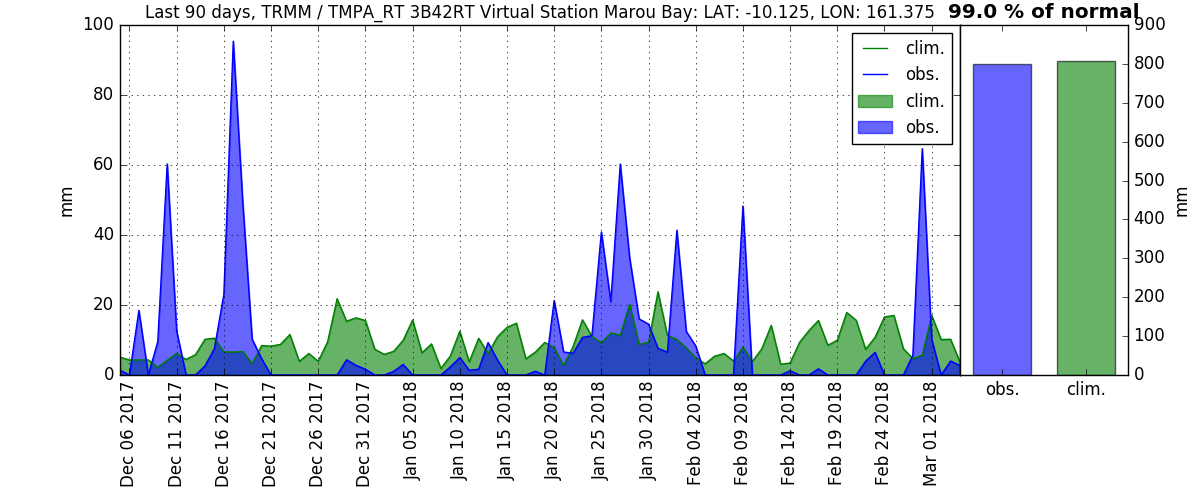 Last 90 days, TRMM / TMPA_RT 3B42RT Virtual Station Marou Bay: LAT: -10.125, LON: 161.375
99.0 % of normal
100
80
60
40
20
0
mm
clim.
obs.
clim.
obs.
900
800
700
600
500
400
300
200
100
0
mm
Dec 06 2017
Dec 11 2017
Dec 16 2017
Dec 21 2017
Dec 26 2017
Dec 31 2017
Jan 05 2018
Jan 10 2018
Jan 15 2018
Jan 20 2018
Jan 25 2018
Jan 30 2018
Feb 04 2018
Feb 09 2018
Feb 14 2018
Feb 19 2018
Feb 24 2018
Mar 01 2018
obs.
clim.